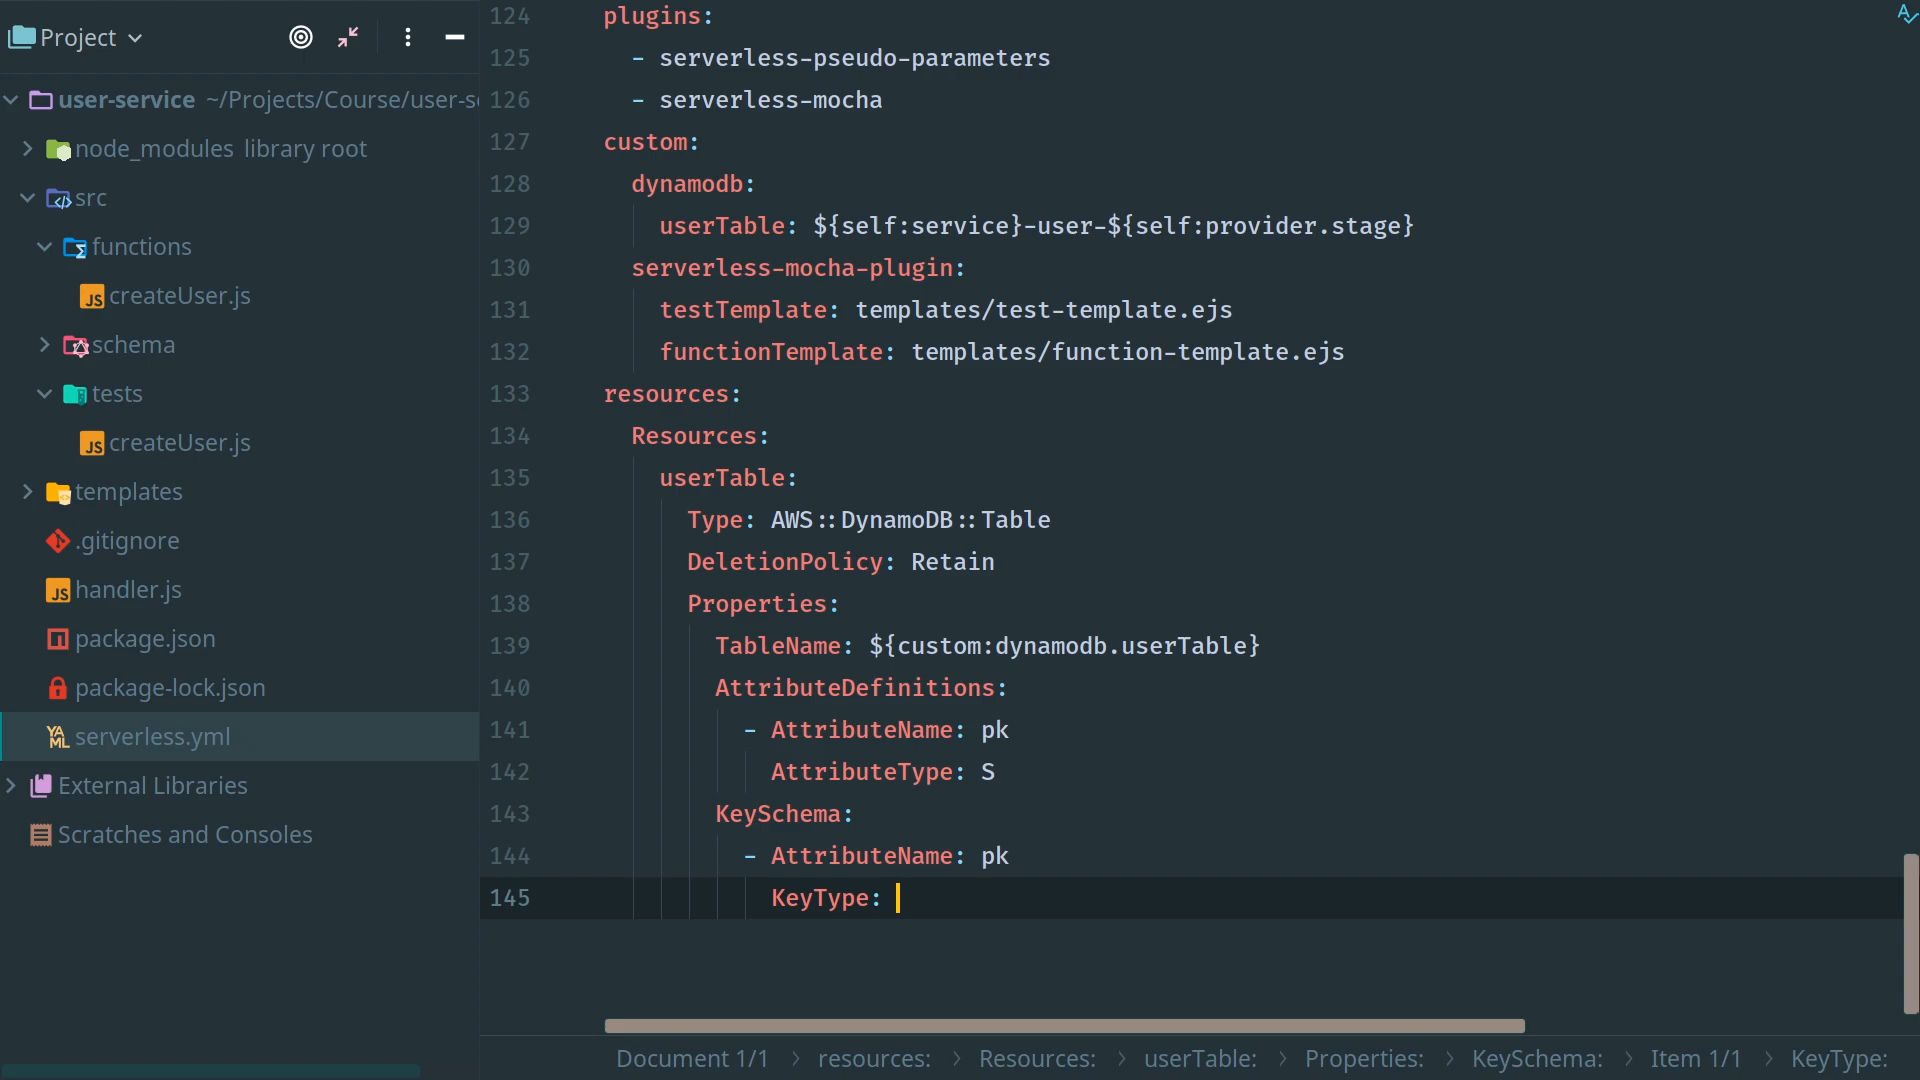 Project
user-service ~/Projects/Course/user-s
node_modules library root
src
functions
JS createUser.js
schema
tests
JS createUser.js
templates
.gitignore
JS handler.js
package.json
package-lock.json
YAML serverless.yml
External Libraries
Scratches and Consoles
124 plugins:
125 - serverless-pseudo-parameters
126 - serverless-mocha
127 custom:
128 dynamodb:
129 userTable: ${self:service}-user-${self:provider.stage}
130 serverless-mocha-plugin:
131 testTemplate: templates/test-template.ejs
132 functionTemplate: templates/function-template.ejs
133 resources:
134 Resources:
135 userTable:
136 Type: AWS::DynamoDB::Table
137 DeletionPolicy: Retain
138 Properties:
139 TableName: ${custom:dynamodb.userTable}
140 AttributeDefinitions:
141 - AttributeName: pk
142 AttributeType: S
143 KeySchema:
144 - AttributeName: pk
145 KeyType:
Document 1/1 > resources: > Resources: > userTable: > Properties: > KeySchema: > Item 1/1 > KeyType: